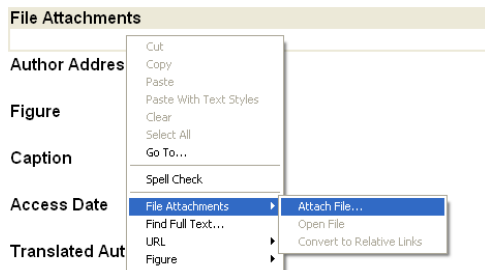 File Attachments
Cut
Author Addres
Copy
Paste
Paste With Text Styles
Figure
Clear
Select All
Caption
Go To...
Spell Check
Access Date
File Attachments
Attach File...
Find Full Text...
Open File
Translated Aut
URL
Convert to Relative Links
Figure